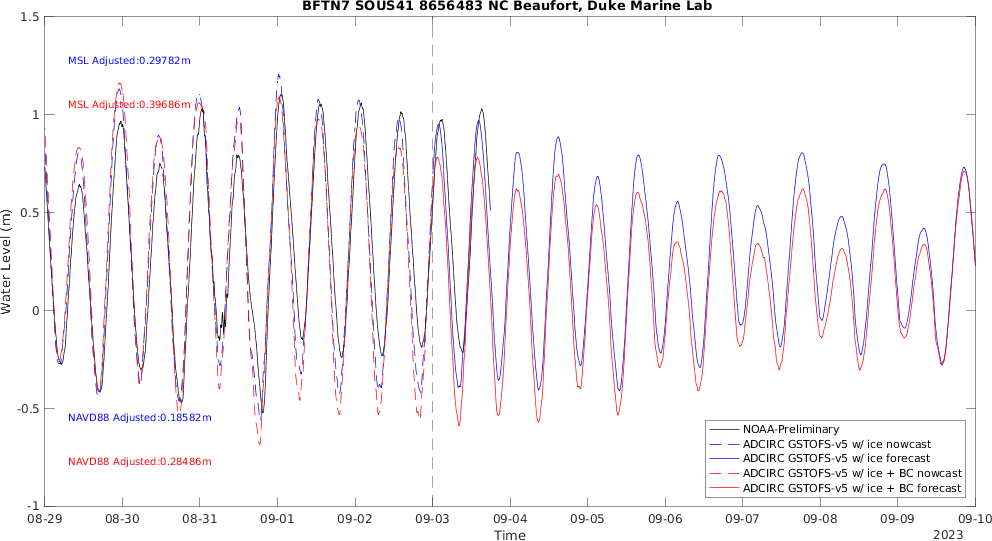 BFTN7 SOUS41 8656483 NC Beaufort, Duke Marine Lab
1.5
1
0.5
0
-0.5
-1
Water Level (m)
MSL Adjusted:0.29782m
MSL Adjusted:0.39686m
NAVD88 Adjusted:0.18582m
NAVD88 Adjusted:0.28486m
NOAA-Preliminary
ADCIRC GSTOFS-v5 w/ ice nowcast
ADCIRC GSTOFS-v5 w/ ice forecast
ADCIRC GSTOFS-v5 w/ ice + BC nowcast
ADCIRC GSTOFS-v5 w/ ice + BC forecast
08-29 08-30 08-31 09-01 09-02 09-03 09-04 09-05 09-06 09-07 09-08 09-09 09-10
Time
2023